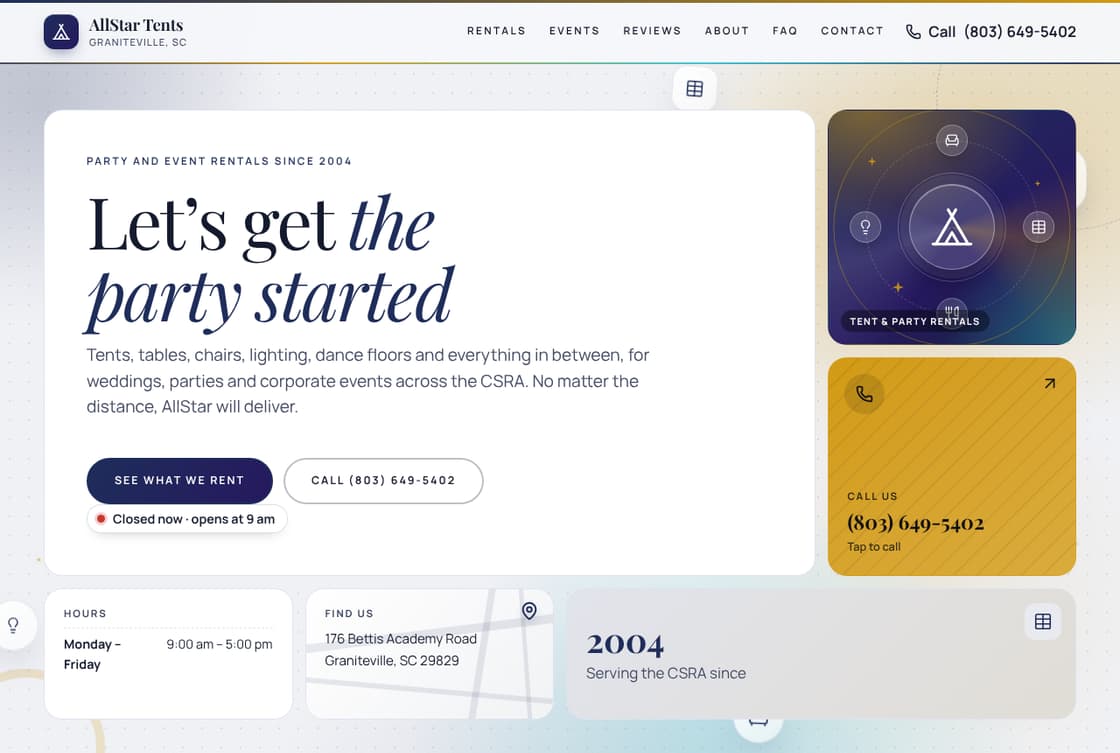 AllStar Tents
GRANITEVILLE, SC
RENTALS
EVENTS
REVIEWS
ABOUT
FAQ
CONTACT
Call (803) 649-5402
PARTY AND EVENT RENTALS SINCE 2004
Let’s get the
party started
Tents, tables, chairs, lighting, dance floors and everything in between, for
weddings, parties and corporate events across the CSRA. No matter the
distance, AllStar will deliver.
SEE WHAT WE RENT
CALL (803) 649-5402
Closed now · opens at 9 am
TENT & PARTY RENTALS
CALL US
(803) 649-5402
Tap to call
HOURS
Monday – 9:00 am – 5:00 pm
Friday
FIND US
176 Bettis Academy Road
Graniteville, SC 29829
2004
Serving the CSRA since